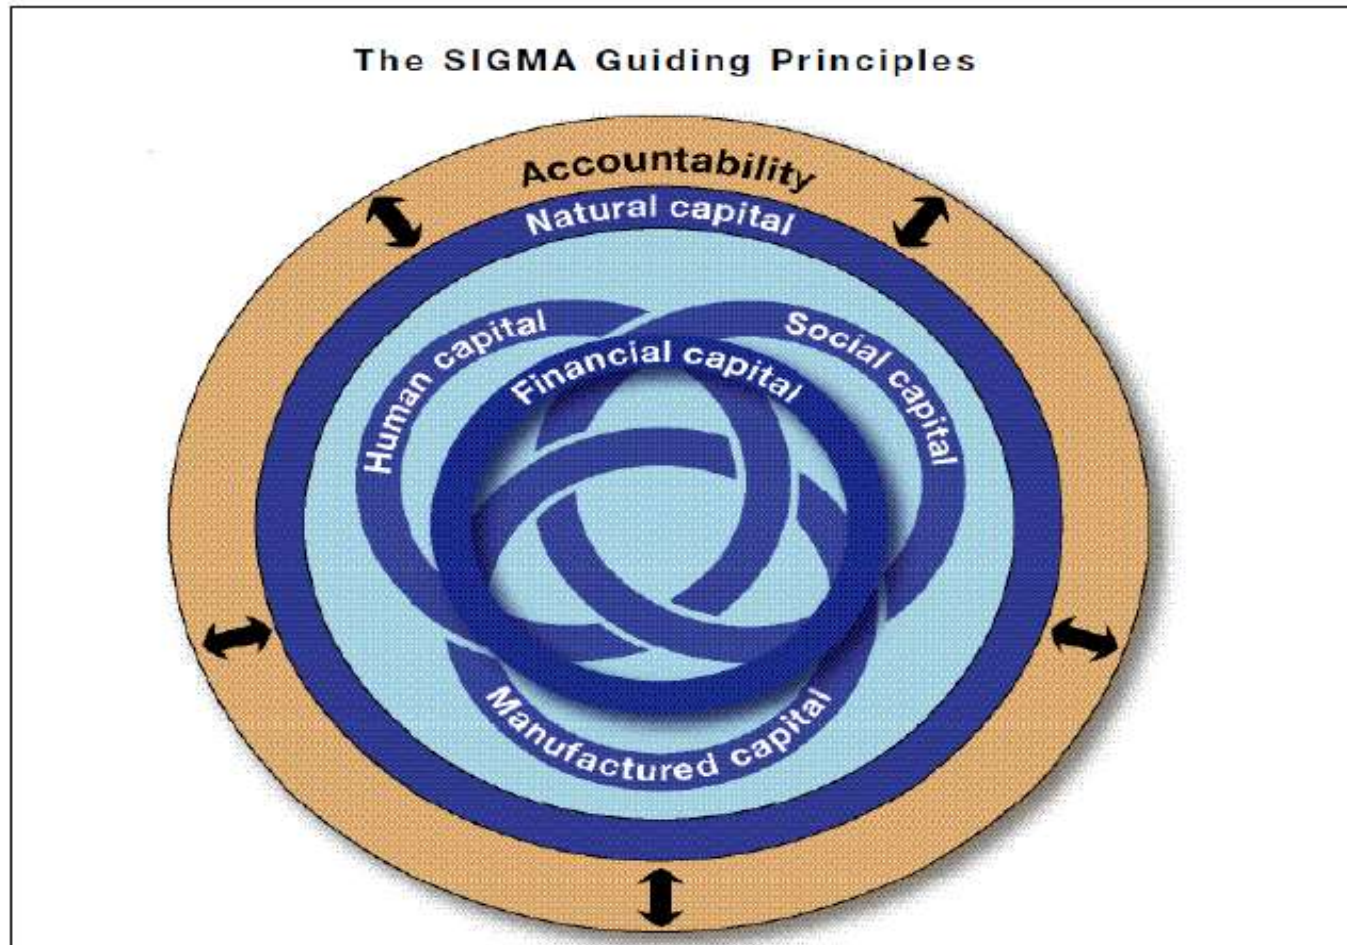 The SIGMA Guiding Principles
Accountability
Natural capital
Human capital
Social capital
Financial capital
Manufactured capital